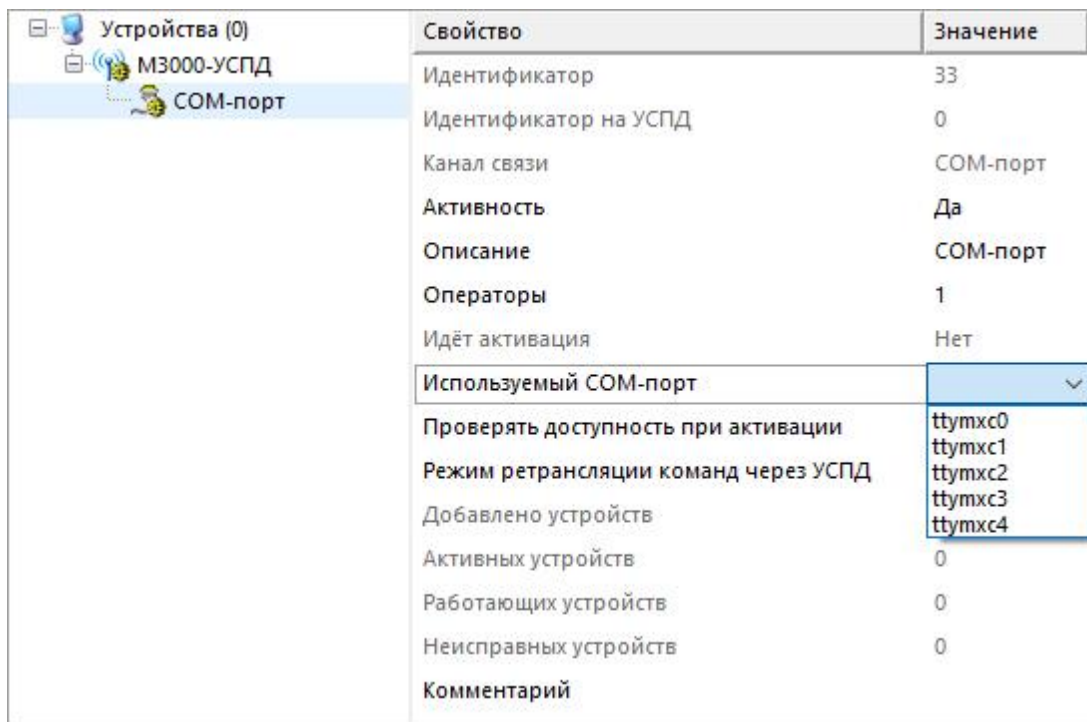 Устройства (0)
М3000-УСПД
COM-порт
Свойство Значение
Идентификатор 33
Идентификатор на УСПД 0
Канал связи COM-порт
Активность Да
Описание COM-порт
Операторы 1
Идёт активация Нет
Используемый COM-порт
Проверять доступность при активации
Режим ретрансляции команд через УСПД
Добавлено устройств
ttymxc0
ttymxc1
ttymxc2
ttymxc3
ttymxc4
Активных устройств 0
Работающих устройств 0
Неисправных устройств 0
Комментарий